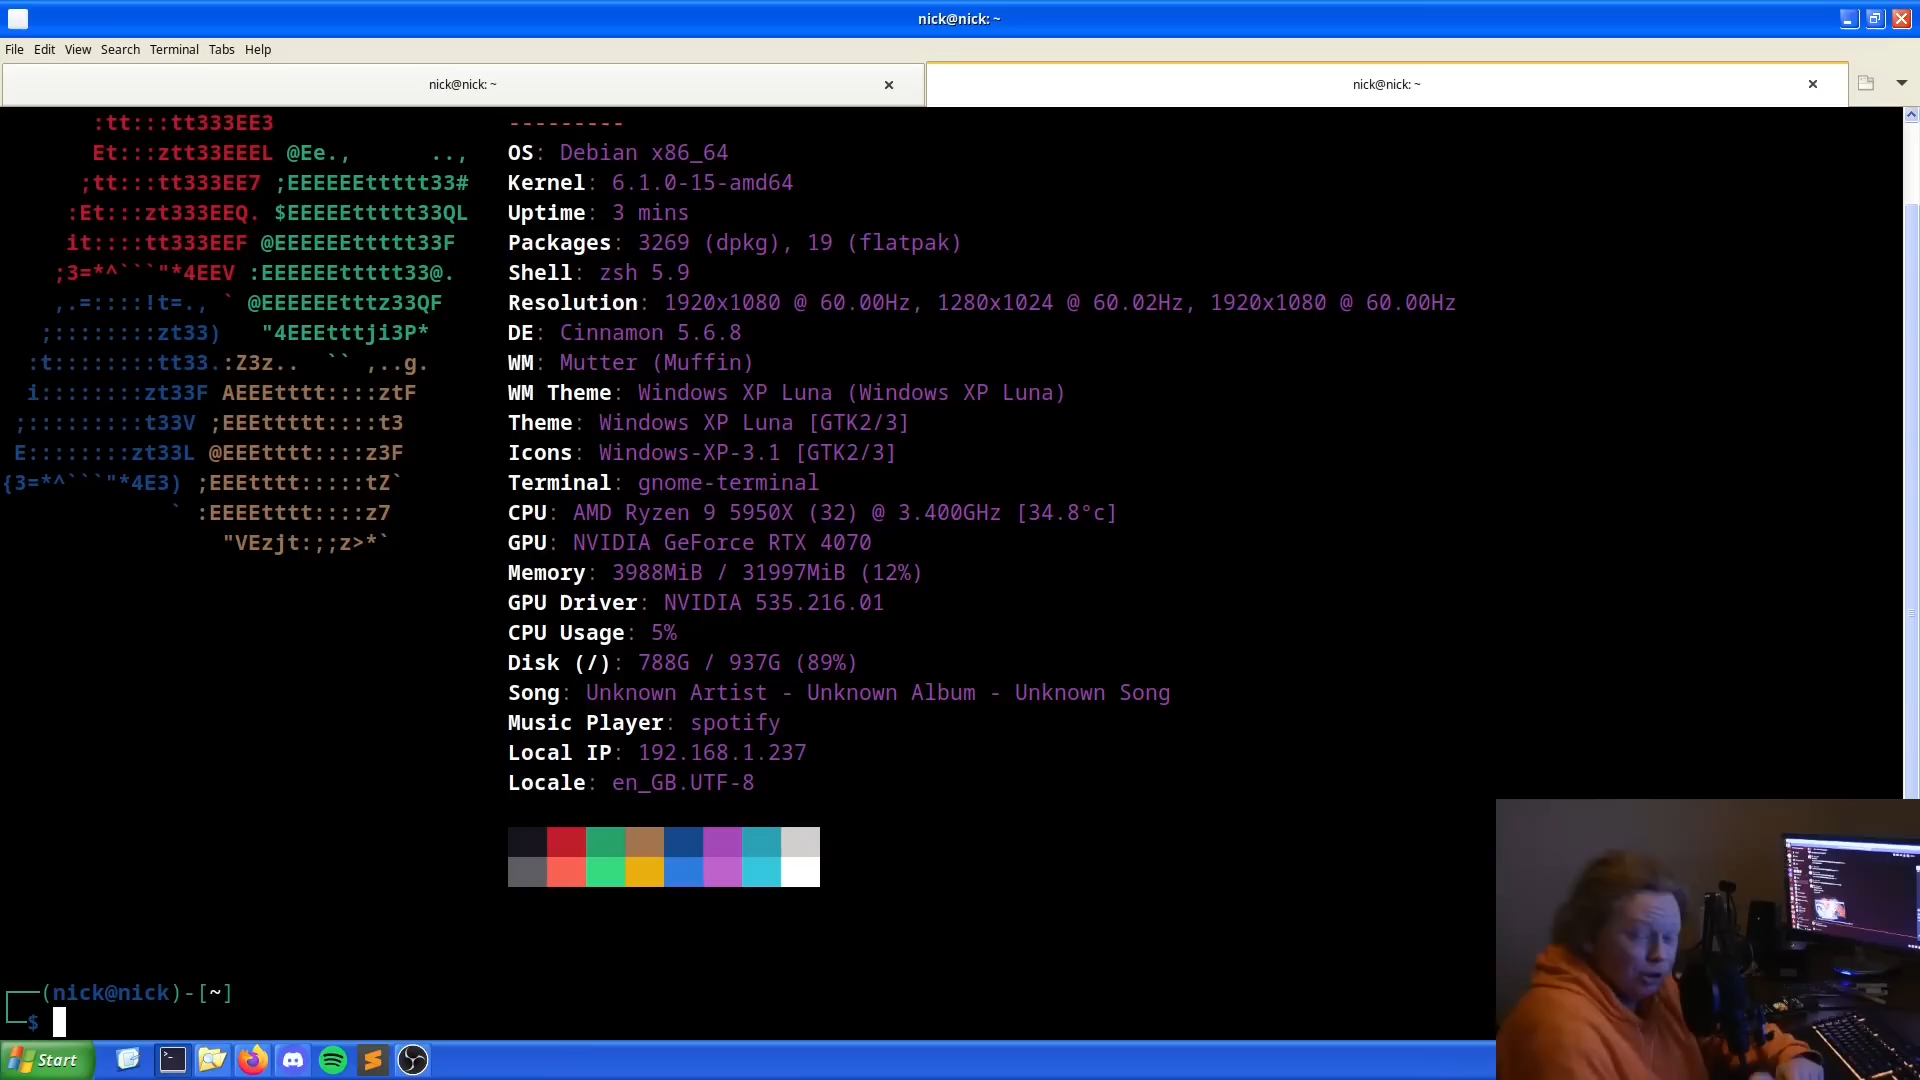 nick@nick: ~
File Edit View Search Terminal Tabs Help
nick@nick: ~
nick@nick: ~
:tt:::tt333EE3 ---------
Et:::ztt33EEEL @Ee., .., OS: Debian x86_64
;tt:::tt333EE7 ;EEEEEEttttt33# Kernel: 6.1.0-15-amd64
:Et:::zt333EEQ. $EEEEEttttt33QL Uptime: 3 mins
it::::tt333EEF @EEEEEEttttt33F Packages: 3269 (dpkg), 19 (flatpak)
;3=*^```"*4EEV :EEEEEEttttt33@. Shell: zsh 5.9
,.=::::!t=., ` @EEEEEEtttz33QF Resolution: 1920x1080 @ 60.00Hz, 1280x1024 @ 60.02Hz, 1920x1080 @ 60.00Hz
;::::::::zt33) "4EEEtttji3P* DE: Cinnamon 5.6.8
:t::::::::tt33.:Z3z.. `` ,..g. WM: Mutter (Muffin)
i::::::::zt33F AEEEtttt::::ztF WM Theme: Windows XP Luna (Windows XP Luna)
;:::::::::t33V ;EEEttttt::::t3 Theme: Windows XP Luna [GTK2/3]
E::::::::zt33L @EEEtttt::::z3F Icons: Windows-XP-3.1 [GTK2/3]
{3=*^```"*4E3) ;EEEtttt:::::tZ` Terminal: gnome-terminal
` :EEEEtttt::::z7 CPU: AMD Ryzen 9 5950X (32) @ 3.400GHz [34.8°c]
"VEzjt:;;z>*` GPU: NVIDIA GeForce RTX 4070
Memory: 3988MiB / 31997MiB (12%)
GPU Driver: NVIDIA 535.216.01
CPU Usage: 5%
Disk (/): 788G / 937G (89%)
Song: Unknown Artist - Unknown Album - Unknown Song
Music Player: spotify
Local IP: 192.168.1.237
Locale: en_GB.UTF-8
(nick@nick)-[~]
$
Start